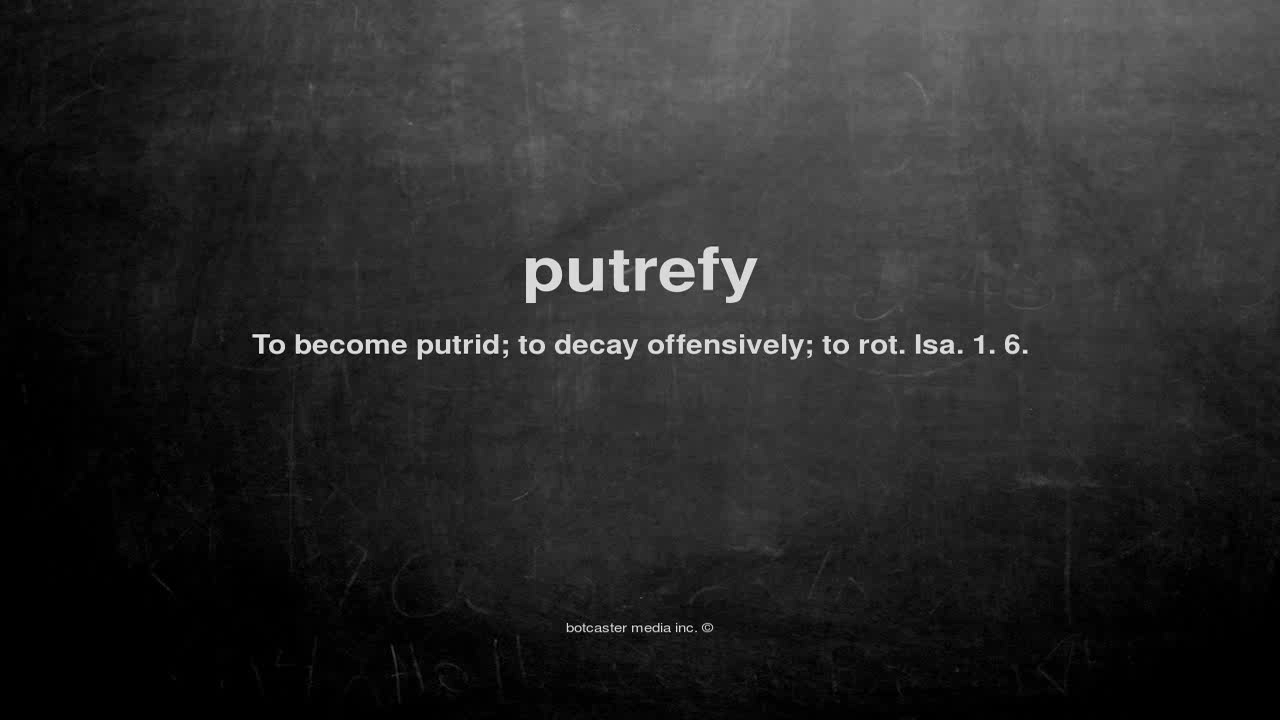 putrefy
To become putrid; to decay offensively; to rot. Isa. 1. 6.
botcaster media inc. ©